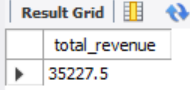 Result Grid
total_revenue
35227.5